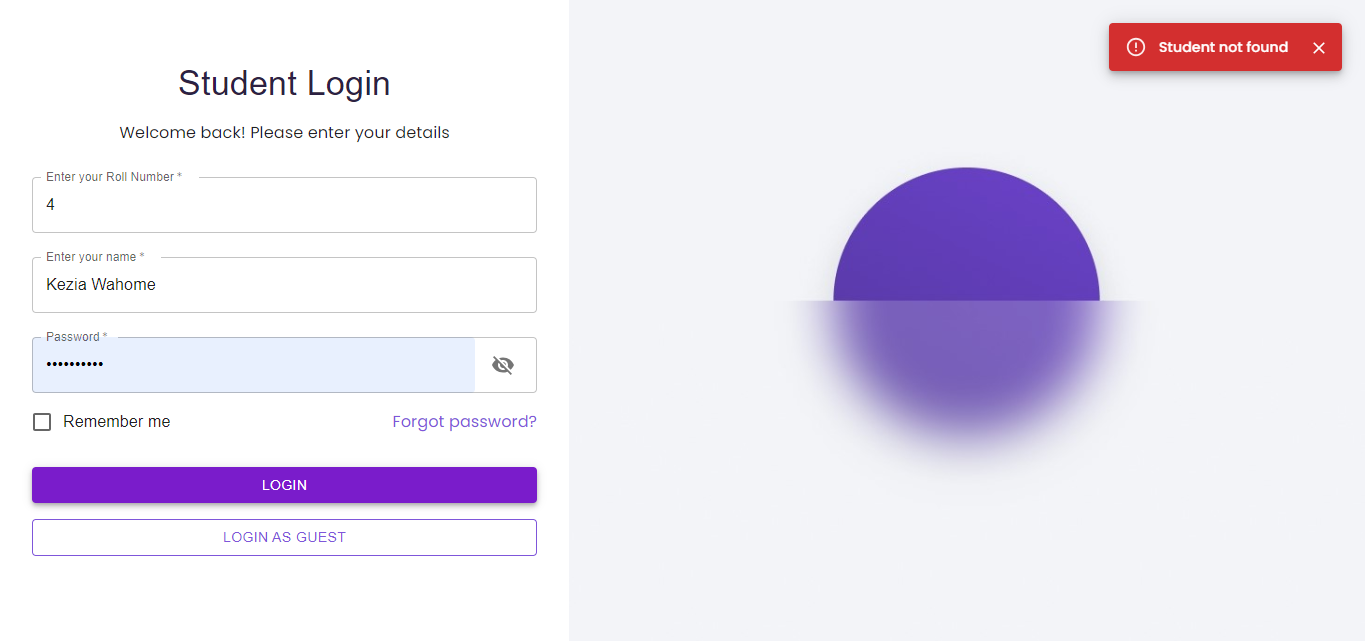 Student not found
Student Login
Welcome back! Please enter your details
Enter your Roll Number *
4
Enter your name *
Kezia Wahome
Password *
••••••••••
Remember me
Forgot password?
LOGIN
LOGIN AS GUEST